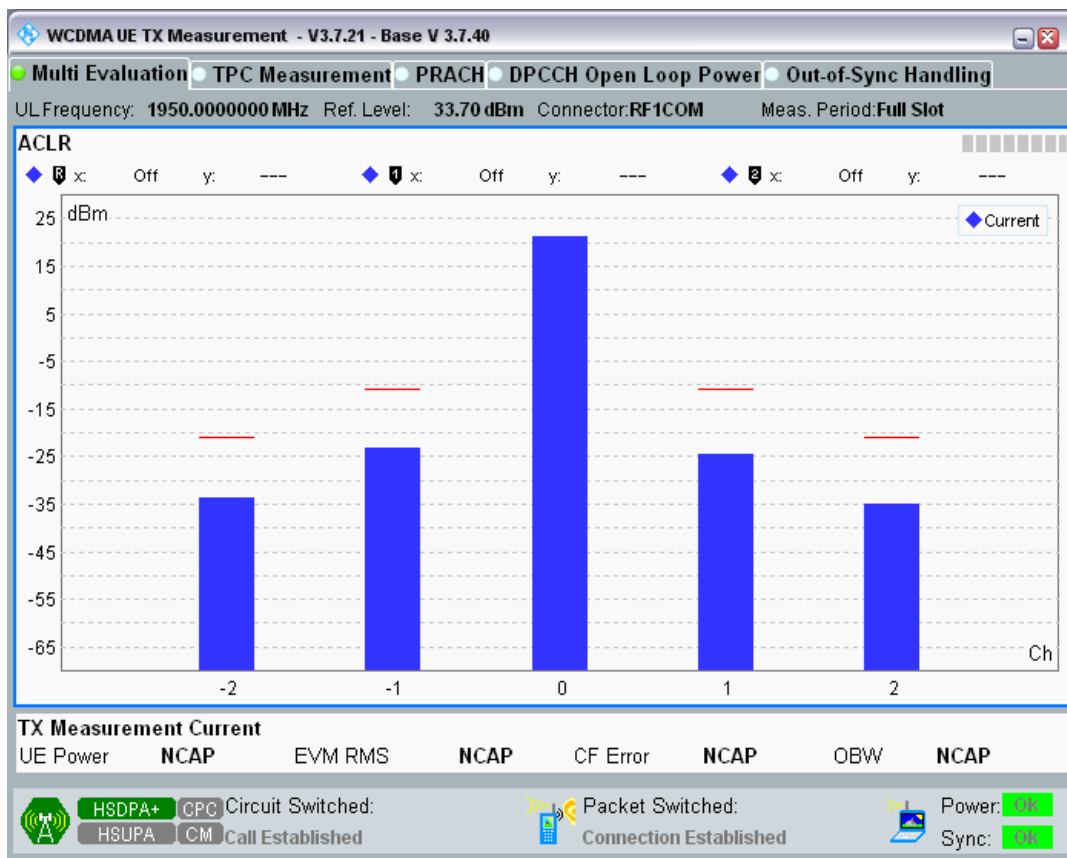 WCDMA UE TX Measurement - V3.7.21 - Base V 3.7.40
Multi Evaluation TPC Measurement PRACH DPCCH Open Loop Power Out-of-Sync Handling
UL Frequency: 1950.0000000 MHz Ref. Level: 33.70 dBm Connector:RF1COM Meas. Period:Full Slot
ACLR
R x: Off y: --- 1 x: Off y: --- 2 x: Off y: ---
dBm
Current
25
15
5
-5
-15
-25
-35
-45
-55
-65
Ch
-2 -1 0 1 2
TX Measurement Current
UE Power NCAP EVM RMS NCAP CF Error NCAP OBW NCAP
HSDPA+ CPC Circuit Switched: Packet Switched: Power: Ok
HSUPA CM Call Established Connection Established Sync: Ok